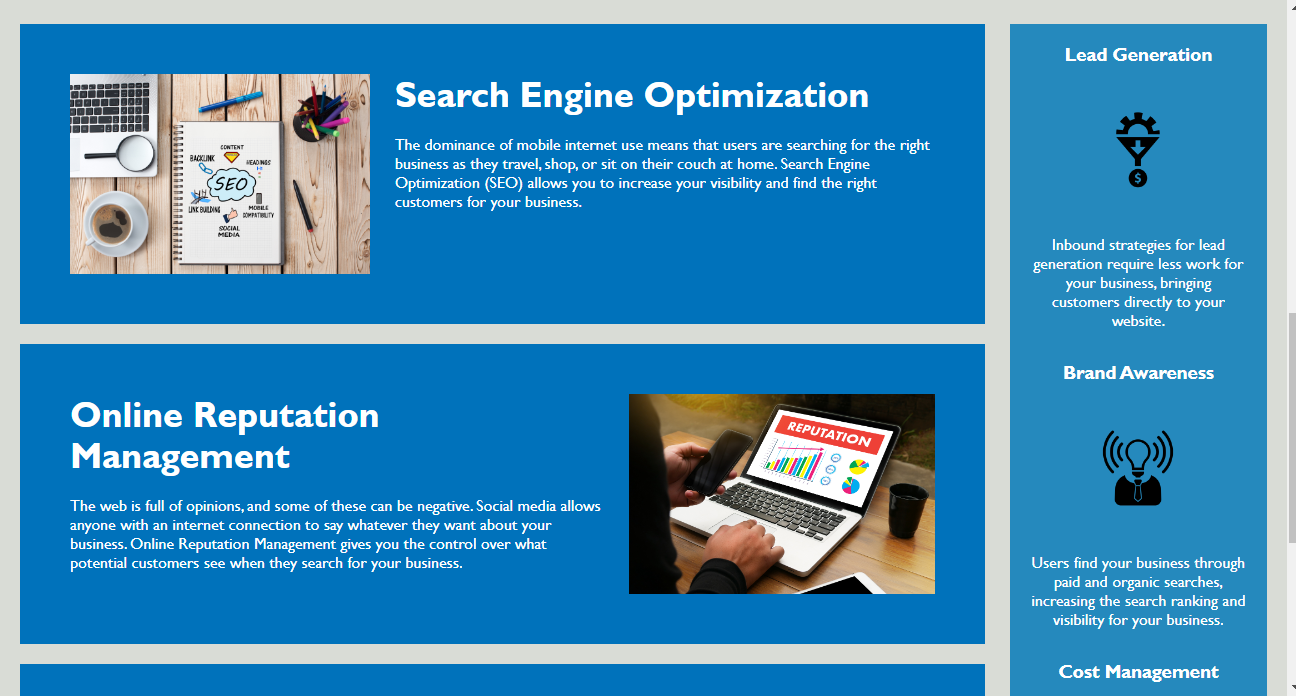 Search Engine Optimization
The dominance of mobile internet use means that users are searching for the right
business as they travel, shop, or sit on their couch at home. Search Engine
Optimization (SEO) allows you to increase your visibility and find the right
customers for your business.
CONTENT
BACKLINK
HEADINGS
SEO
LINK BUILDING
MOBILE
COMPATIBILITY
SOCIAL
MEDIA
Online Reputation
Management
The web is full of opinions, and some of these can be negative. Social media allows
anyone with an internet connection to say whatever they want about your
business. Online Reputation Management gives you the control over what
potential customers see when they search for your business.
REPUTATION
Lead Generation
$
Inbound strategies for lead
generation require less work for
your business, bringing
customers directly to your
website.
Brand Awareness
Users find your business through
paid and organic searches,
increasing the search ranking and
visibility for your business.
Cost Management